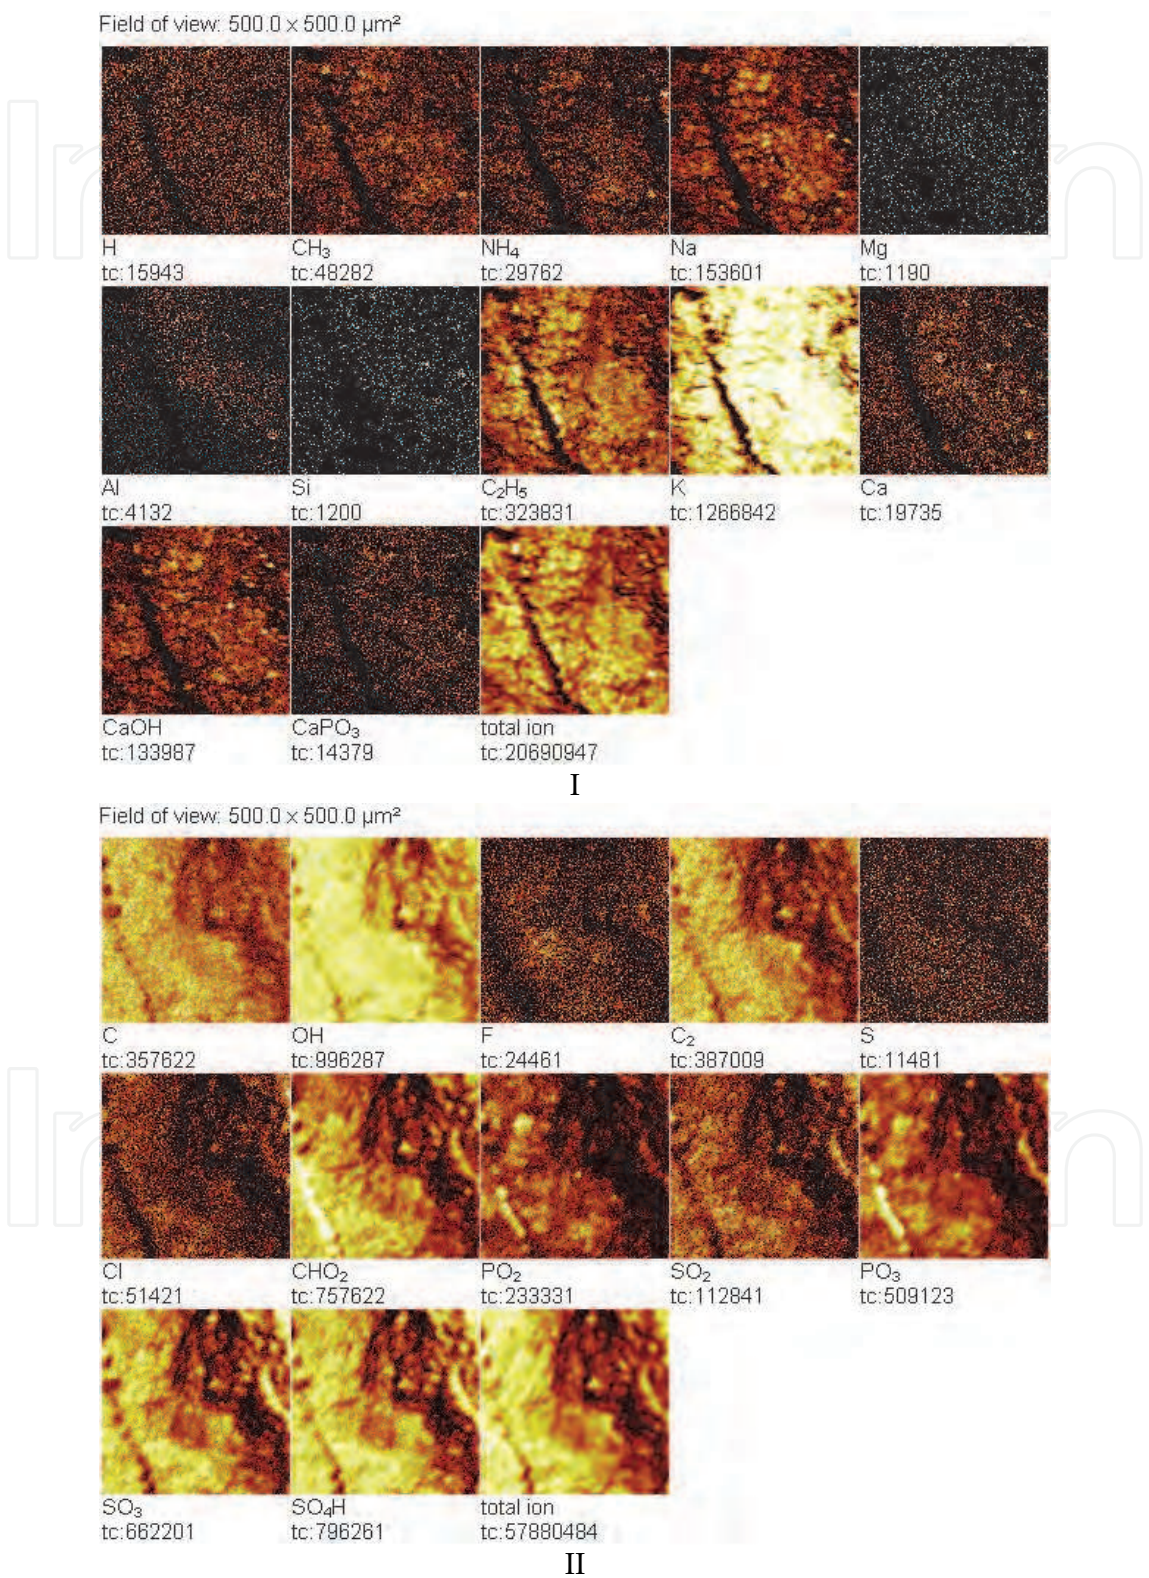 Field of view: 500.0 x 500.0 µm²
H CH₃ NH₄ Na Mg
tc:15943 tc:48282 tc:29762 tc:153601 tc:1190
Al Si C₂H₅ K Ca
tc:4132 tc:1200 tc:323831 tc:1266842 tc:19735
CaOH CaPO₃ total ion
tc:133987 tc:14379 tc:20690947
I
Field of view: 500.0 x 500.0 µm²
C OH F C₂ S
tc:357622 tc:996287 tc:24461 tc:387009 tc:11481
Cl CHO₂ PO₂ SO₂ PO₃
tc:51421 tc:757622 tc:233331 tc:112841 tc:509123
SO₃ SO₄H total ion
tc:662201 tc:796261 tc:57880484
II